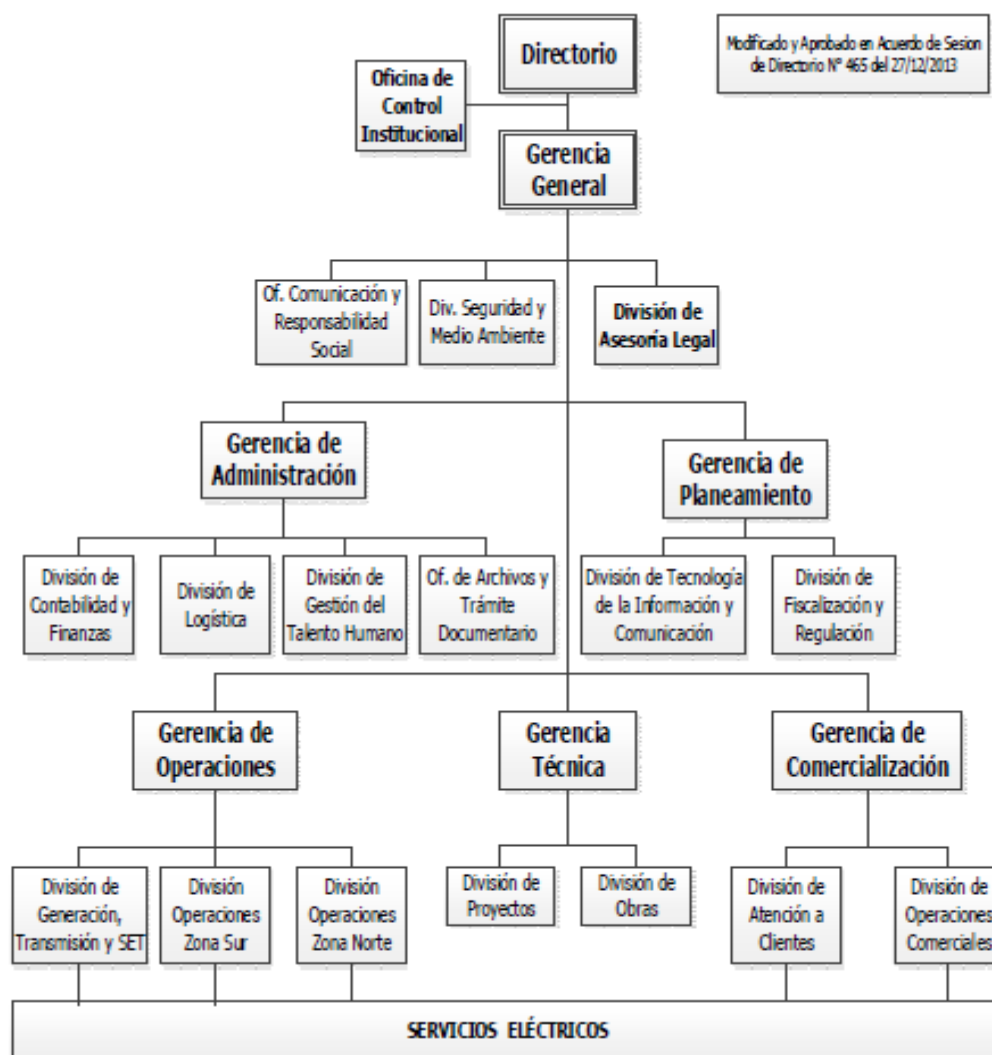 Directorio
Modificado y Aprobado en Acuerdo de Sesion
de Directorio N° 465 del 27/12/2013
Oficina de
Control
Institucional
Gerencia
General
Of. Comunicación y
Responsabilidad
Social
Div. Seguridad y
Medio Ambiente
División de
Asesoría Legal
Gerencia de
Administración
Gerencia de
Planeamiento
División de
Contabilidad y
Finanzas
División de
Logística
División de
Gestión del
Talento Humano
Of. de Archivos y
Trámite
Documentario
División de Tecnología
de la Información y
Comunicación
División de
Fiscalización y
Regulación
Gerencia de
Operaciones
Gerencia
Técnica
Gerencia de
Comercialización
División de
Generación,
Transmisión y SET
División
Operaciones
Zona Sur
División
Operaciones
Zona Norte
División de
Proyectos
División de
Obras
División de
Atención a
Clientes
División de
Operaciones
Comerciales
SERVICIOS ELÉCTRICOS